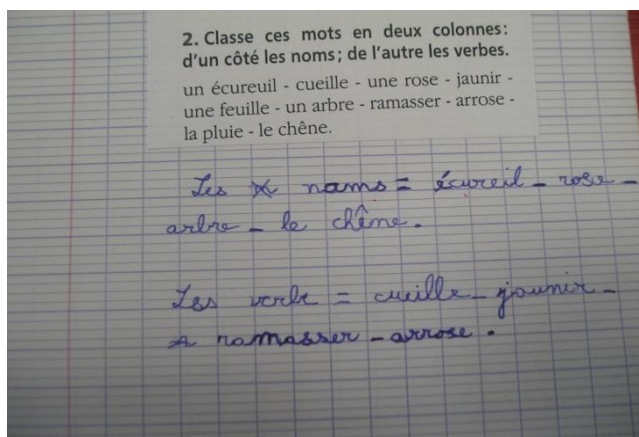 2. Classe ces mots en deux colonnes:
d'un côté les noms; de l'autre les verbes.
un écureuil - cueille - une rose - jaunir -
une feuille - un arbre - ramasser - arrose -
la pluie - le chêne.
Les noms = écureil - rose -
arbre - le chêne.
Les verbe = cueille - jaunir -
ramasser - arrose.